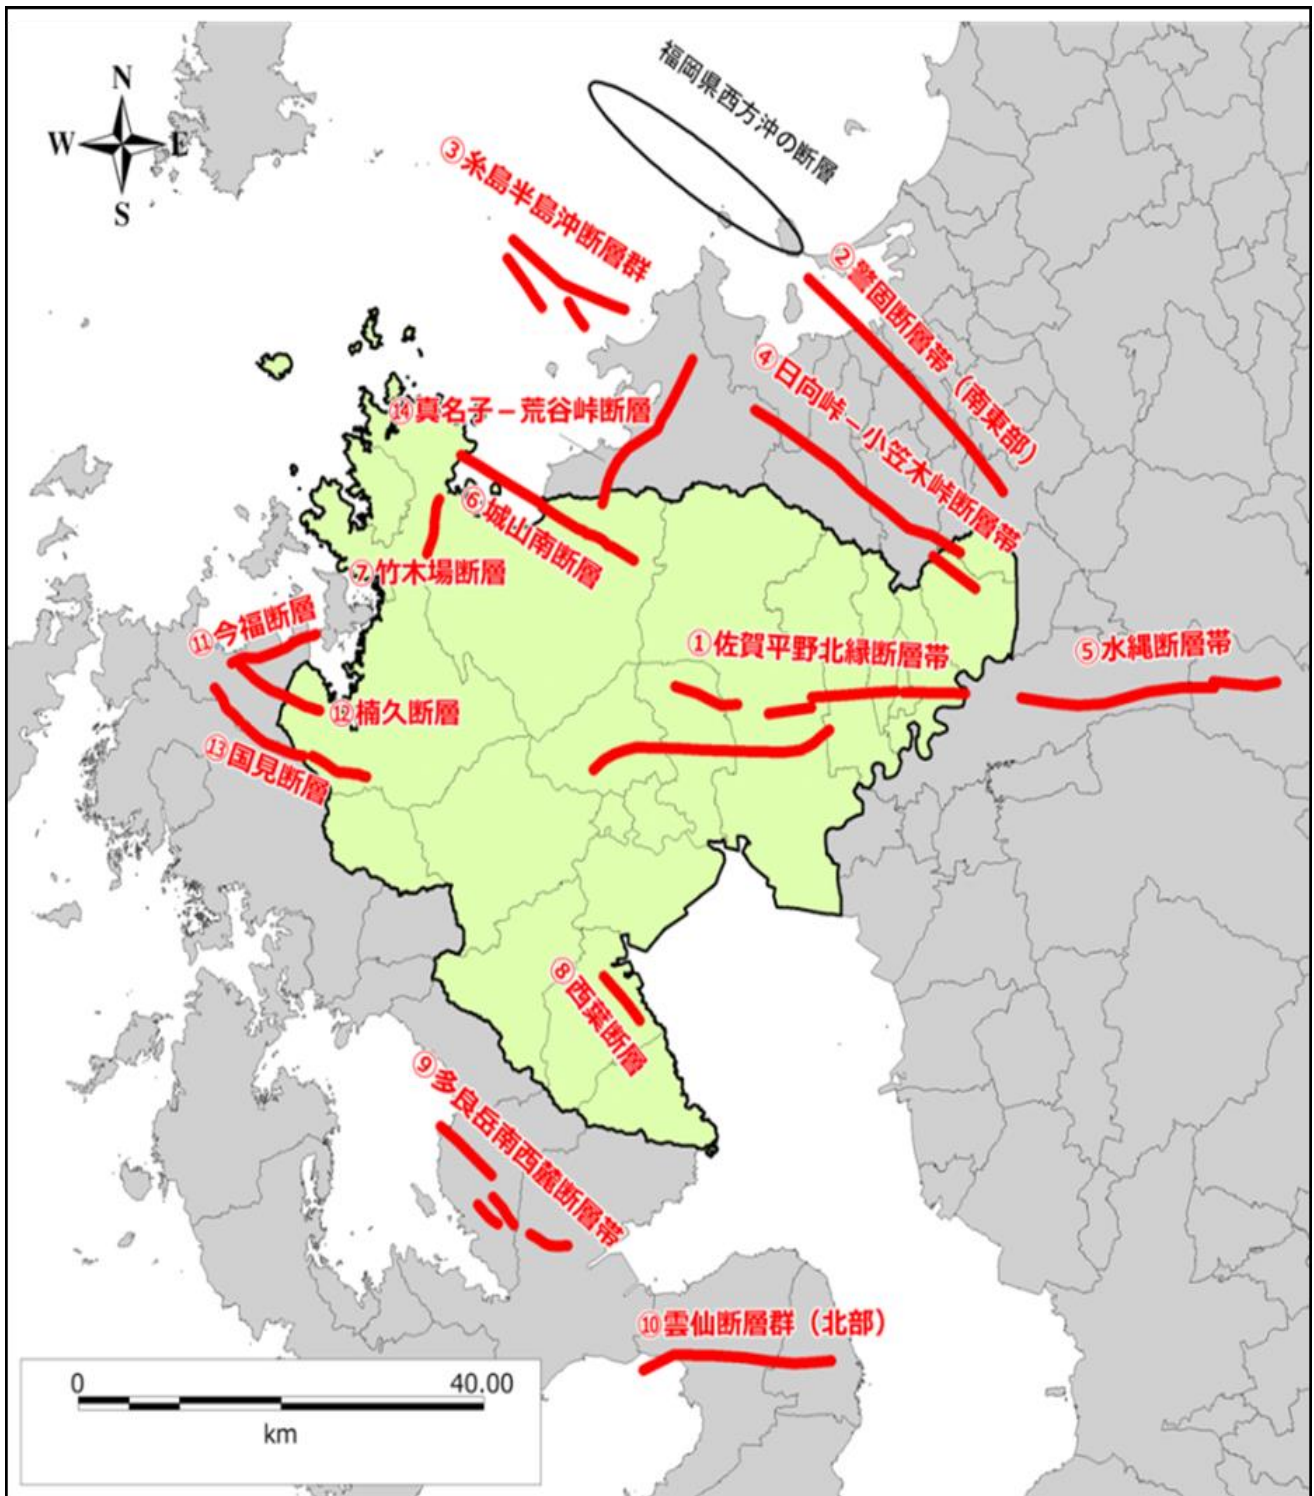 N
W
E
S
福岡県西方沖の断層
③糸島半島沖断層群
②警固断層帯（南東部）
④日向峠－小笠木峠断層帯
⑭真名子－荒谷峠断層
⑥城山南断層
⑦竹木場断層
⑪今福断層
①佐賀平野北縁断層帯
⑤水縄断層帯
⑫楠久断層
⑬国見断層
⑧西葉断層
⑨多良岳南西麓断層帯
⑩雲仙断層群（北部）
0
40.00
km